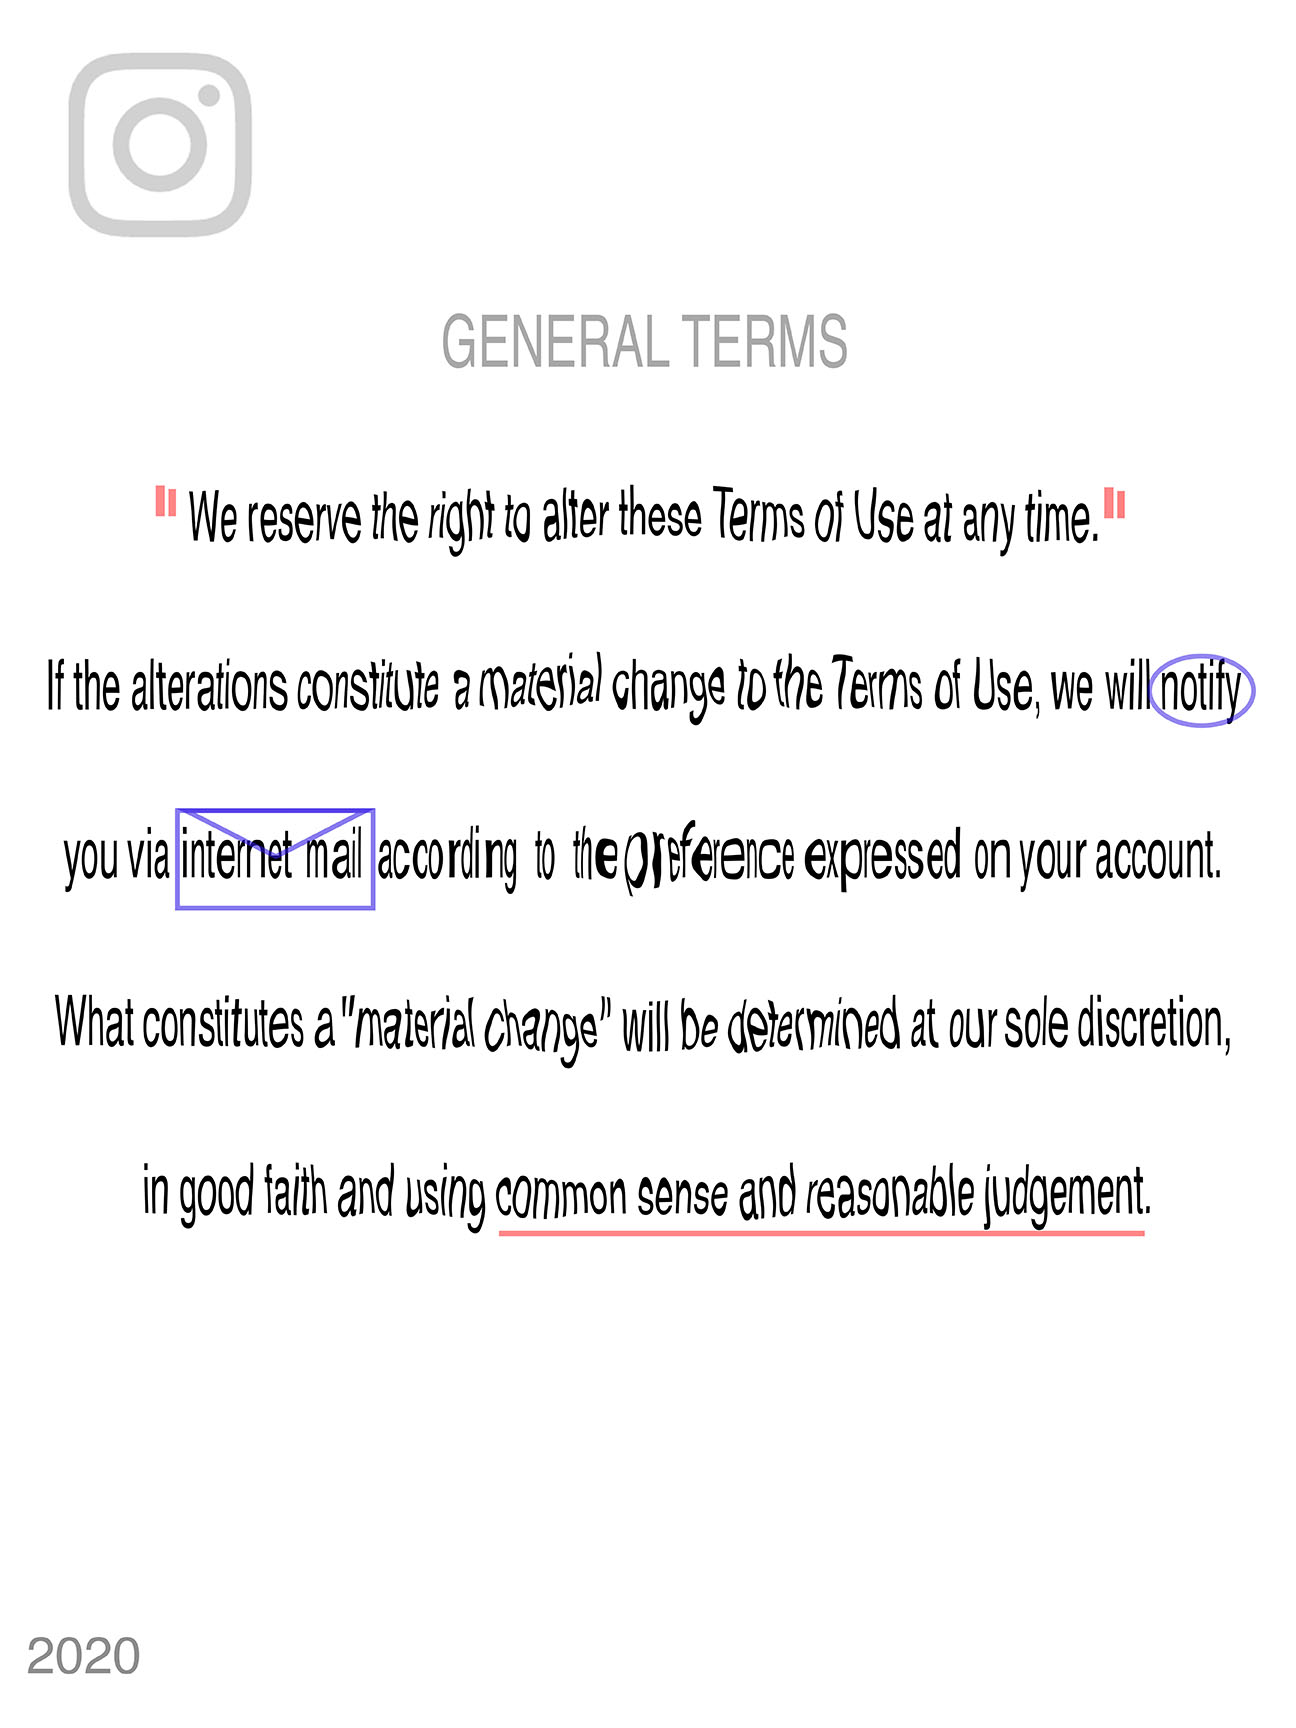 GENERAL TERMS
"We reserve the right to alter these Terms of Use at any time."
If the alterations constitute a material change to the Terms of Use, we will notify
you via internet mail according to the preference expressed on your account.
What constitutes a "material change" will be determined at our sole discretion,
in good faith and using common sense and reasonable judgement.
2020